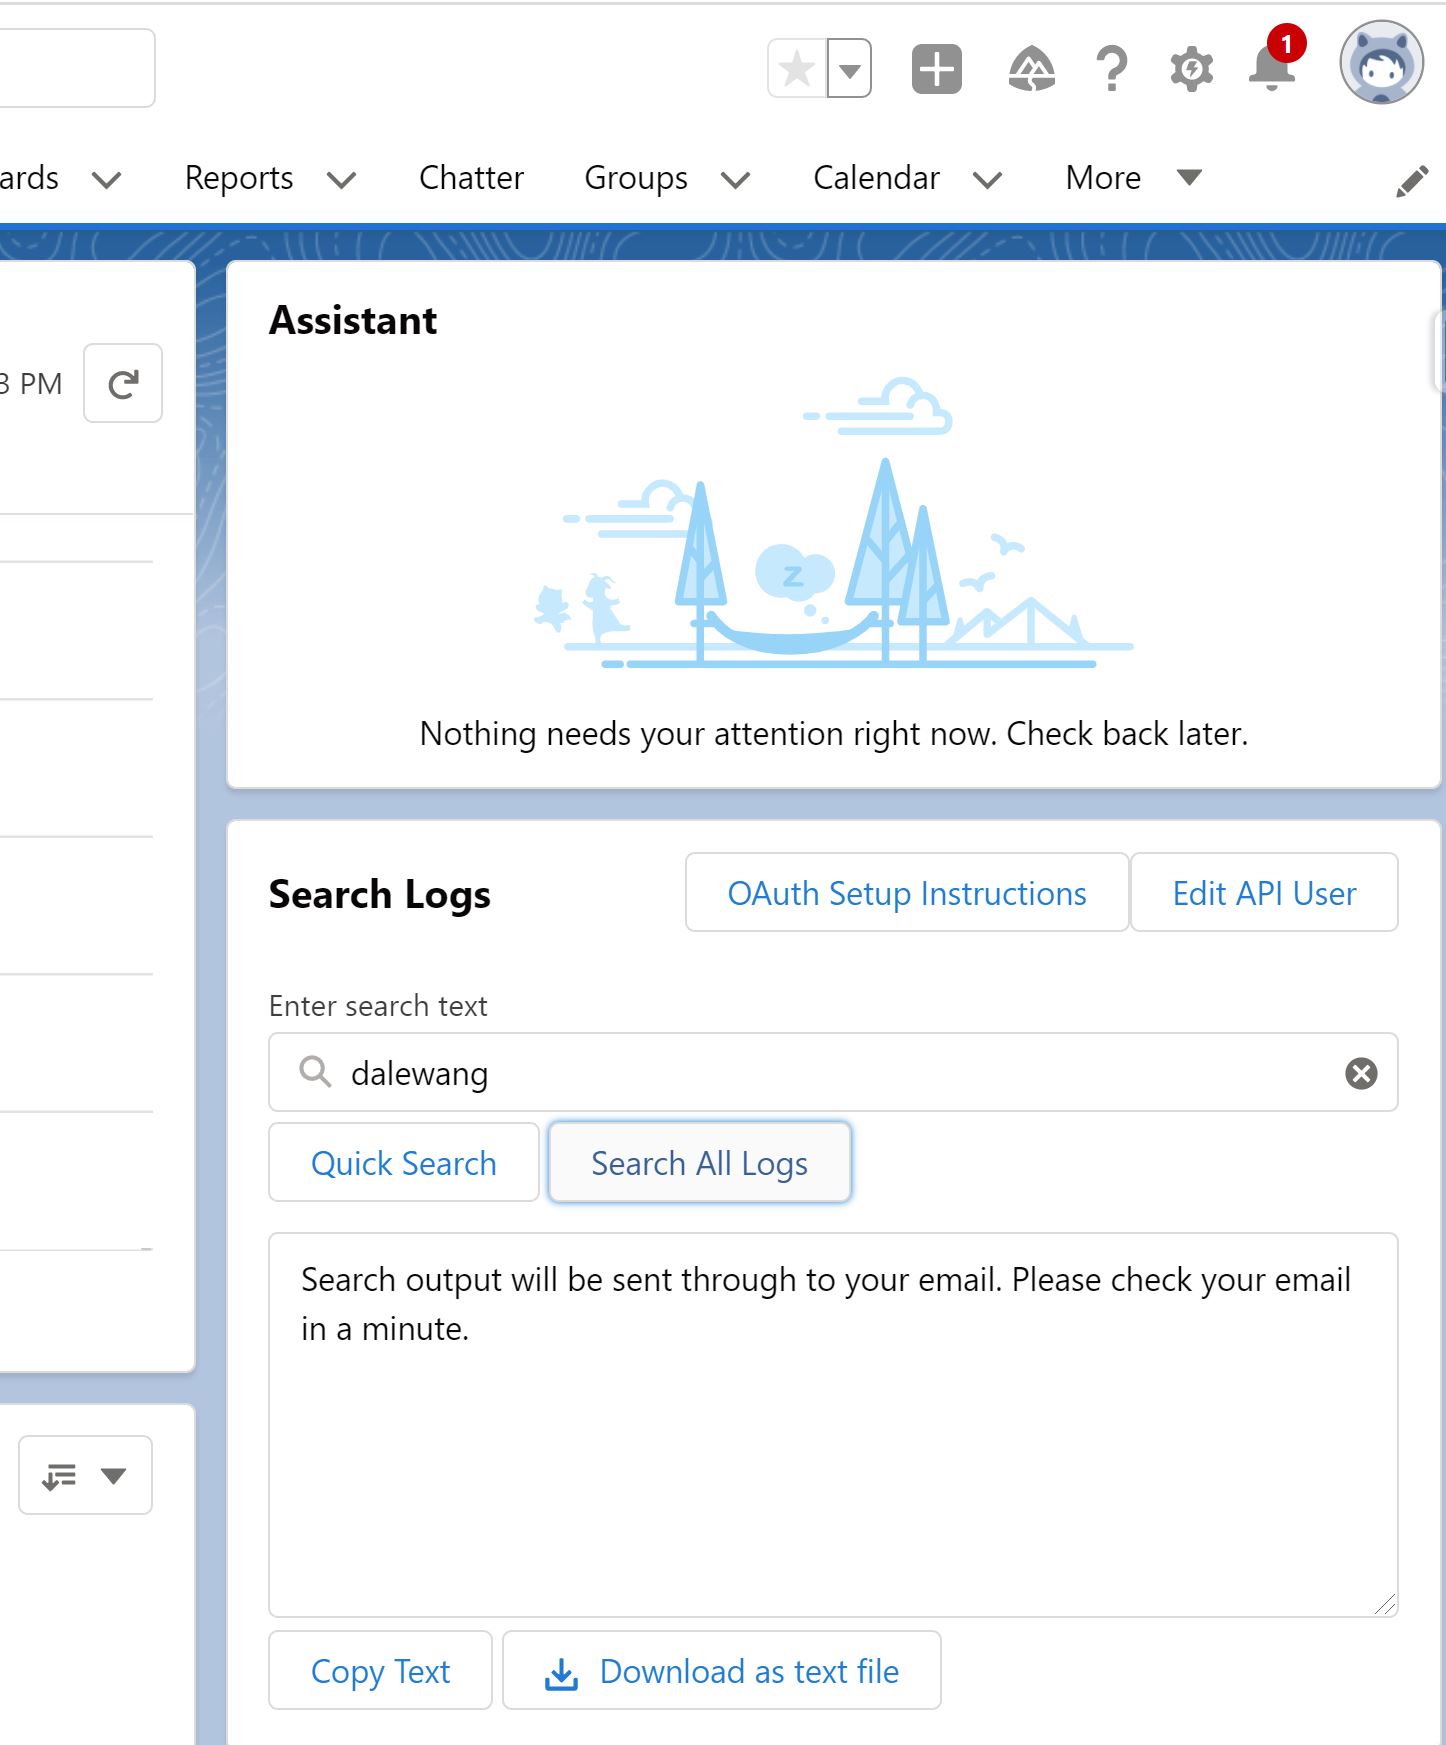 1
ards
Reports
Chatter
Groups
Calendar
More
3 PM
Assistant
z
Nothing needs your attention right now. Check back later.
Search Logs
OAuth Setup Instructions
Edit API User
Enter search text
dalewang
Quick Search
Search All Logs
Search output will be sent through to your email. Please check your email
in a minute.
Copy Text
Download as text file